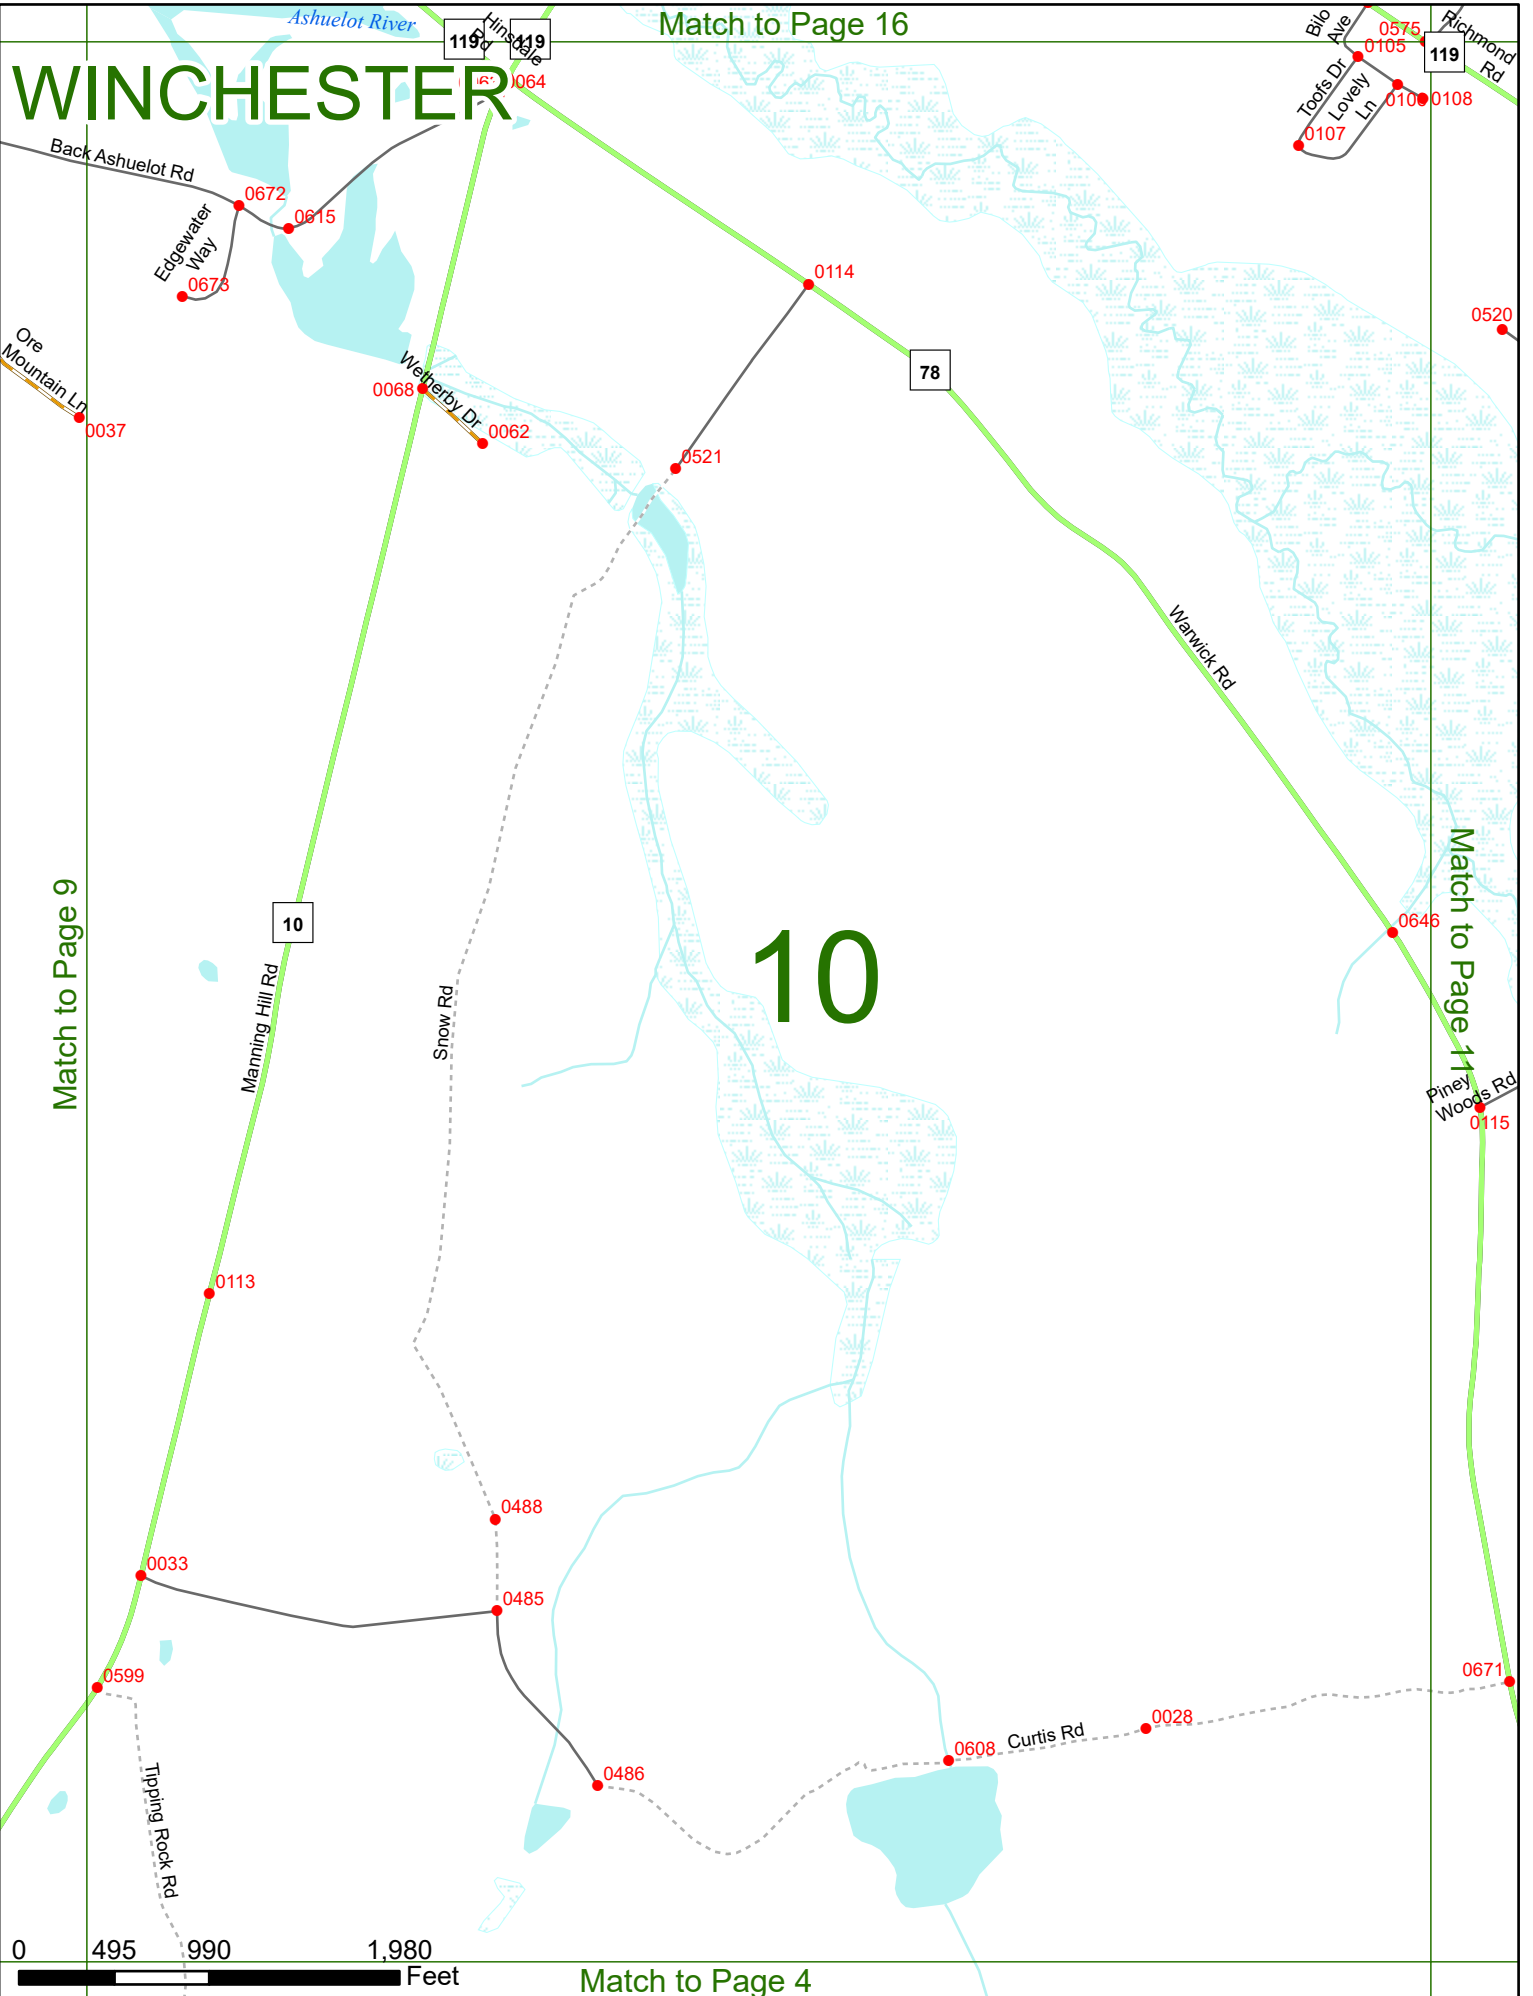 Ashuelot River
119
Hinsdale
Rd
119
Match to Page 16
Bilo
Ave
0575
0105
Richmond
Rd
119
WINCHESTER
0064
Toofs Dr
Lovely
Ln
0108
0107
Back Ashuelot Rd
0672
0615
Edgewater
Way
0673
0114
0520
Ore
Mountain Ln
0037
0068
Wetherby Dr
0062
78
0521
Warwick Rd
Match to Page 9
10
Manning Hill Rd
Snow Rd
10
0646
Match to Page 11
Piney
Woods Rd
0115
0113
0488
0033
0485
0599
0671
0028
Curtis Rd
0608
0486
Tipping Rock Rd
0 495 990 1,980
Feet
Match to Page 4